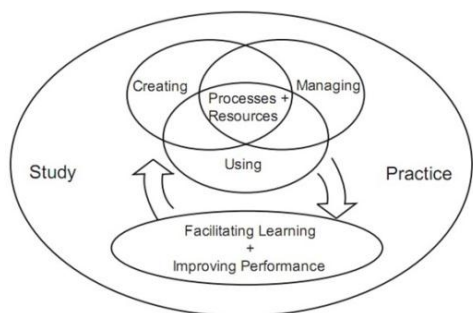 Creating
Managing
Processes +
Resources
Using
Study
Practice
Facilitating Learning
+
Improving Performance